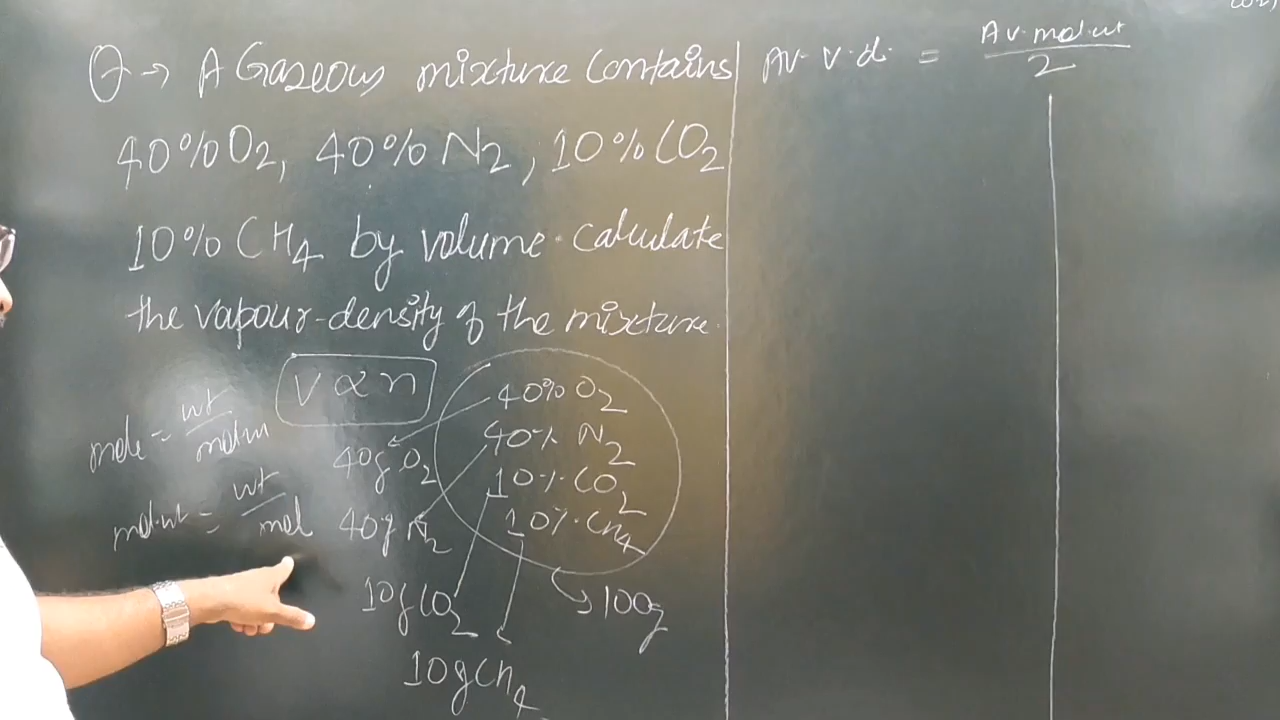 Q → A Gazeous mixture contains
40% O2, 40% N2, 10% CO2
10% CH4 by volume. calculate
the vapour-density of the mixture.
V ∝ n
mole = wt / mol.wt
mol.wt = wt / mol
40% O2
40% N2
10% CO2
10% CH4
40g O2
40g N2
10g CO2
10g CH4
→ 100g
Av. V.d. = Av. mol.wt / 2